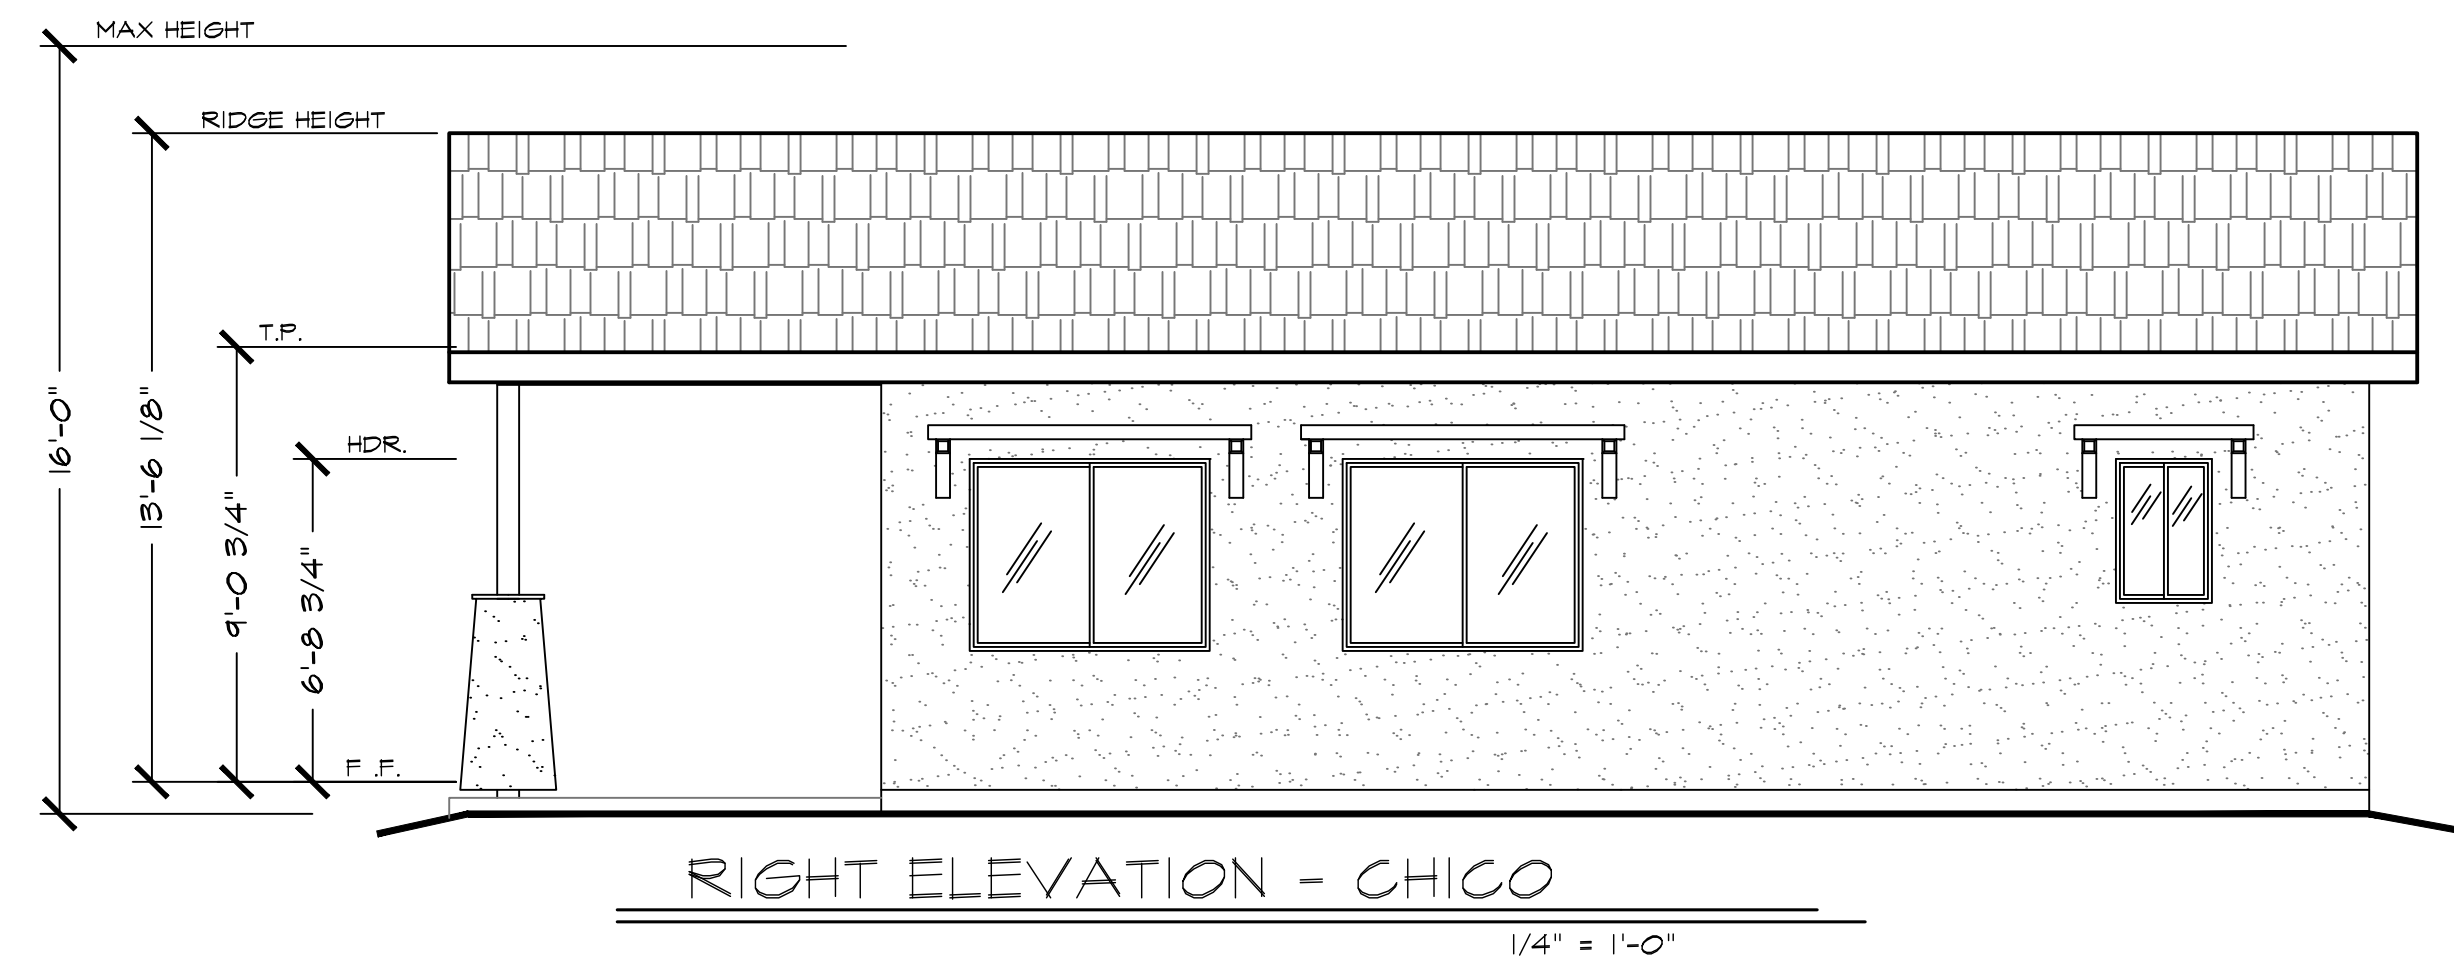 MAX HEIGHT
RIDGE HEIGHT
T.P.
HDR.
16'-0"
13'-6 1/8"
9'-0 3/4"
6'-8 3/4"
F.F.
RIGHT ELEVATION - CHICO
1/4" = 1'-0"